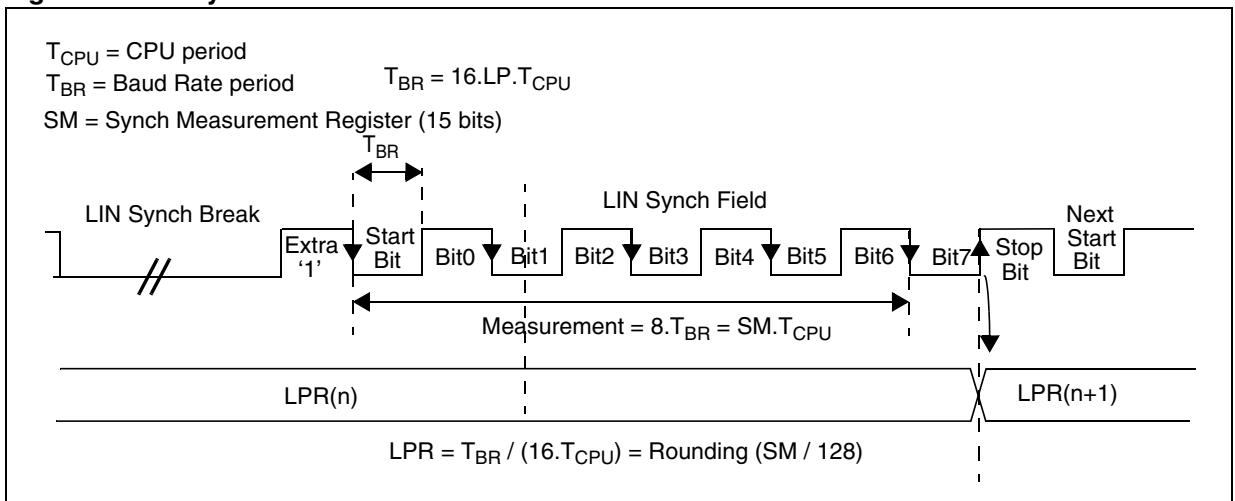 T_CPU = CPU period
T_BR = Baud Rate period
T_BR = 16.LP.T_CPU
SM = Synch Measurement Register (15 bits)
T_BR
LIN Synch Break
LIN Synch Field
Extra
‘1’
Start
Bit
Bit0
Bit1
Bit2
Bit3
Bit4
Bit5
Bit6
Bit7
Stop
Bit
Next
Start
Bit
Measurement = 8.T_BR = SM.T_CPU
LPR(n)
LPR(n+1)
LPR = T_BR / (16.T_CPU) = Rounding (SM / 128)